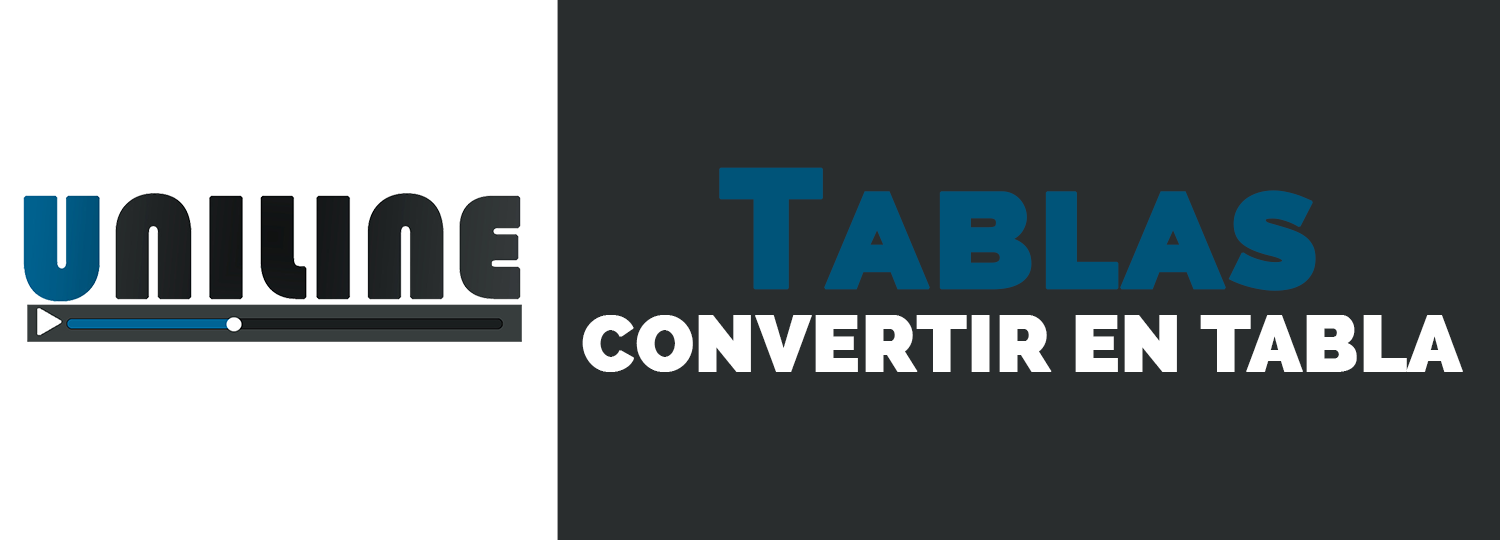 UNILINE
TABLAS
CONVERTIR EN TABLA